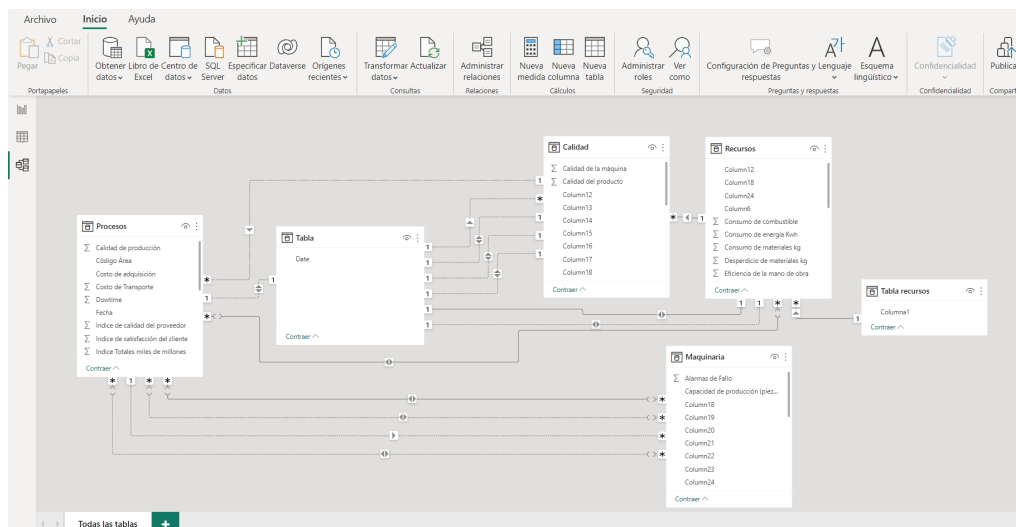 Archivo Inicio Ayuda
Pegar
Cortar
Copia
Obtener datos
Libro de Excel
Centro de datos
SQL Server
Especificar datos
Dataverse
Orígenes recientes
Transformar datos
Actualizar
Administrar relaciones
Nueva medida
Nueva columna
Nueva tabla
Administrar roles
Ver como
Configuración de Preguntas y respuestas
Lenguaje
Esquema lingüístico
Confidencialidad
Publica
Portapapeles
Datos
Consultas
Relaciones
Cálculos
Seguridad
Preguntas y respuestas
Confidencialidad
Compart
Calidad
Calidad de la máquina
Calidad del producto
Column12
Column13
Column14
Column15
Column16
Column17
Column18
Contraer
Recursos
Column12
Column18
Column24
Column6
Consumo de combustible
Consumo de energía Kwh
Consumo de materiales kg
Desperdicio de materiales kg
Eficiencia de la mano de obra
Contraer
Procesos
Calidad de producción
Código Área
Costo de adquisición
Costo de Transporte
Dowtime
Fecha
Indice de calidad del proveedor
Indice de satisfacción del cliente
Indice Totales miles de millones
Contraer
Tabla
Date
Contraer
Tabla recursos
Columna1
Contraer
Maquinaria
Alarmas de Fallo
Capacidad de producción (piez...
Column18
Column19
Column20
Column21
Column22
Column23
Column24
Contraer
Todas las tablas